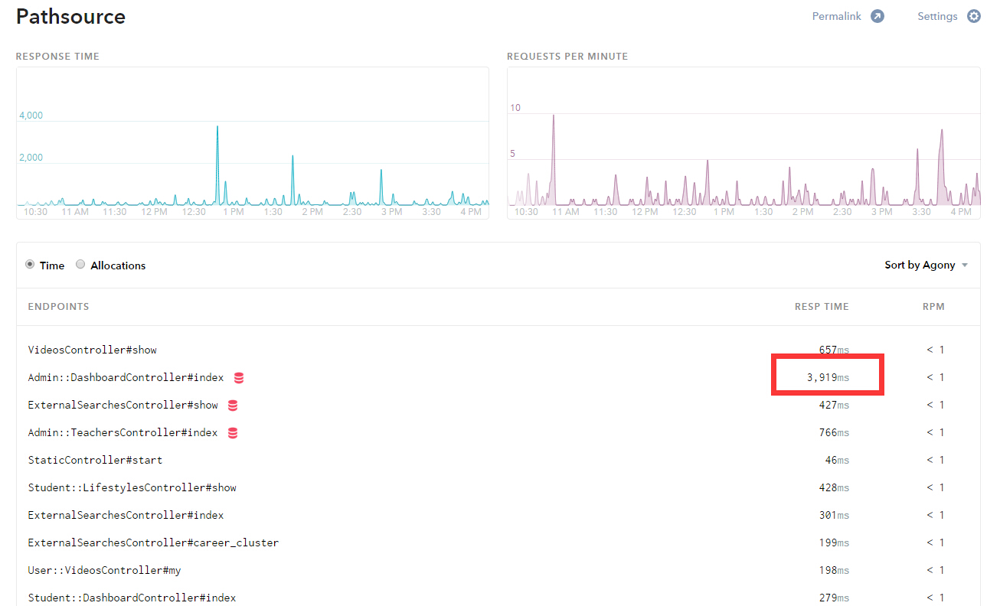 Pathsource
Permalink Settings
RESPONSE TIME
4,000
2,000
10:30 11 AM 11:30 12 PM 12:30 1 PM 1:30 2 PM 2:30 3 PM 3:30 4 PM
REQUESTS PER MINUTE
10
5
10:30 11 AM 11:30 12 PM 12:30 1 PM 1:30 2 PM 2:30 3 PM 3:30 4 PM
Time Allocations Sort by Agony
ENDPOINTS RESP TIME RPM
VideosController#show 657ms < 1
Admin::DashboardController#index 3,919ms < 1
ExternalSearchesController#show 427ms < 1
Admin::TeachersController#index 766ms < 1
StaticController#start 46ms < 1
Student::LifestylesController#show 428ms < 1
ExternalSearchesController#index 301ms < 1
ExternalSearchesController#career_cluster 199ms < 1
User::VideosController#my 198ms < 1
Student::DashboardController#index 279ms < 1